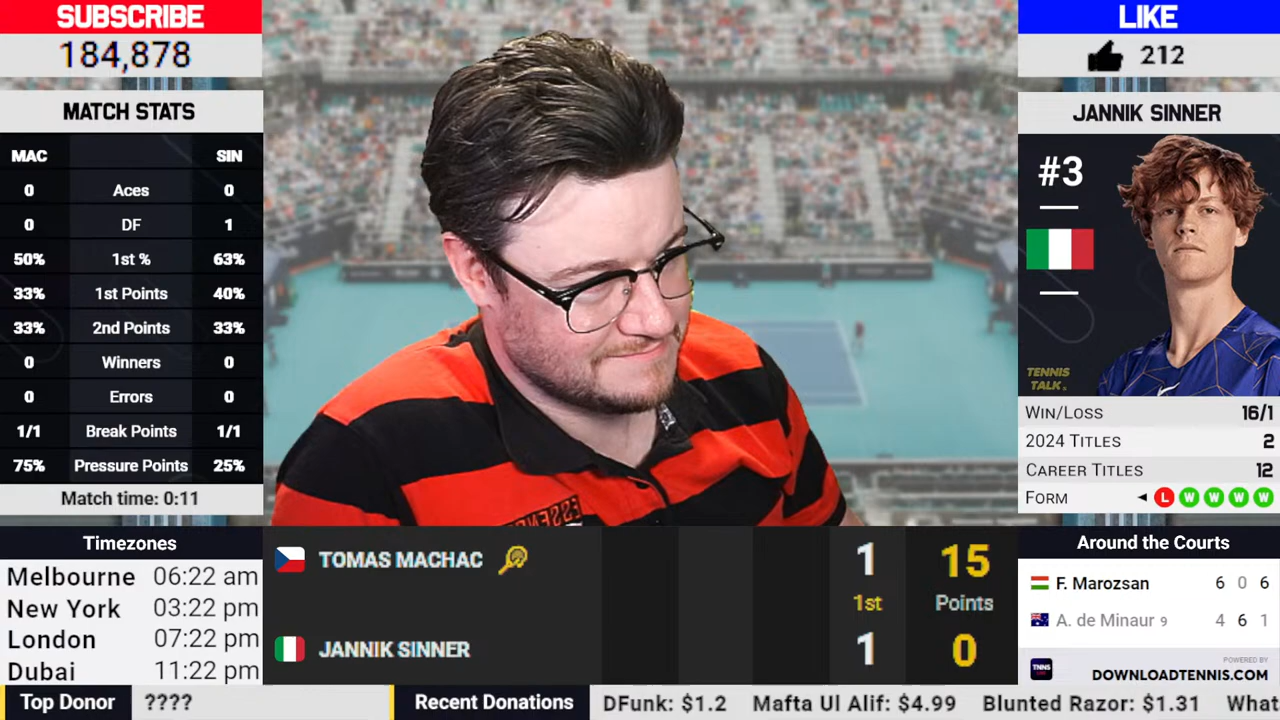 SUBSCRIBE
184,878
MATCH STATS
MAC SIN
0 Aces 0
0 DF 1
50% 1st % 63%
33% 1st Points 40%
33% 2nd Points 33%
0 Winners 0
0 Errors 0
1/1 Break Points 1/1
75% Pressure Points 25%
Match time: 0:11
Timezones
Melbourne 06:22 am
New York 03:22 pm
London 07:22 pm
Dubai 11:22 pm
TOMAS MACHAC 1 15
1st Points
JANNIK SINNER 1 0
LIKE
212
JANNIK SINNER
#3
TENNIS
TALK
WIN/LOSS 16/1
2024 TITLES 2
CAREER TITLES 12
FORM L W W W W
Around the Courts
F. Marozsan 6 0 6
A. de Minaur 9 4 6 1
POWERED BY
TNNS
DOWNLOADTENNIS.COM
Top Donor ???? Recent Donations DFunk: $1.2 Mafta Ul Alif: $4.99 Blunted Razor: $1.31 What